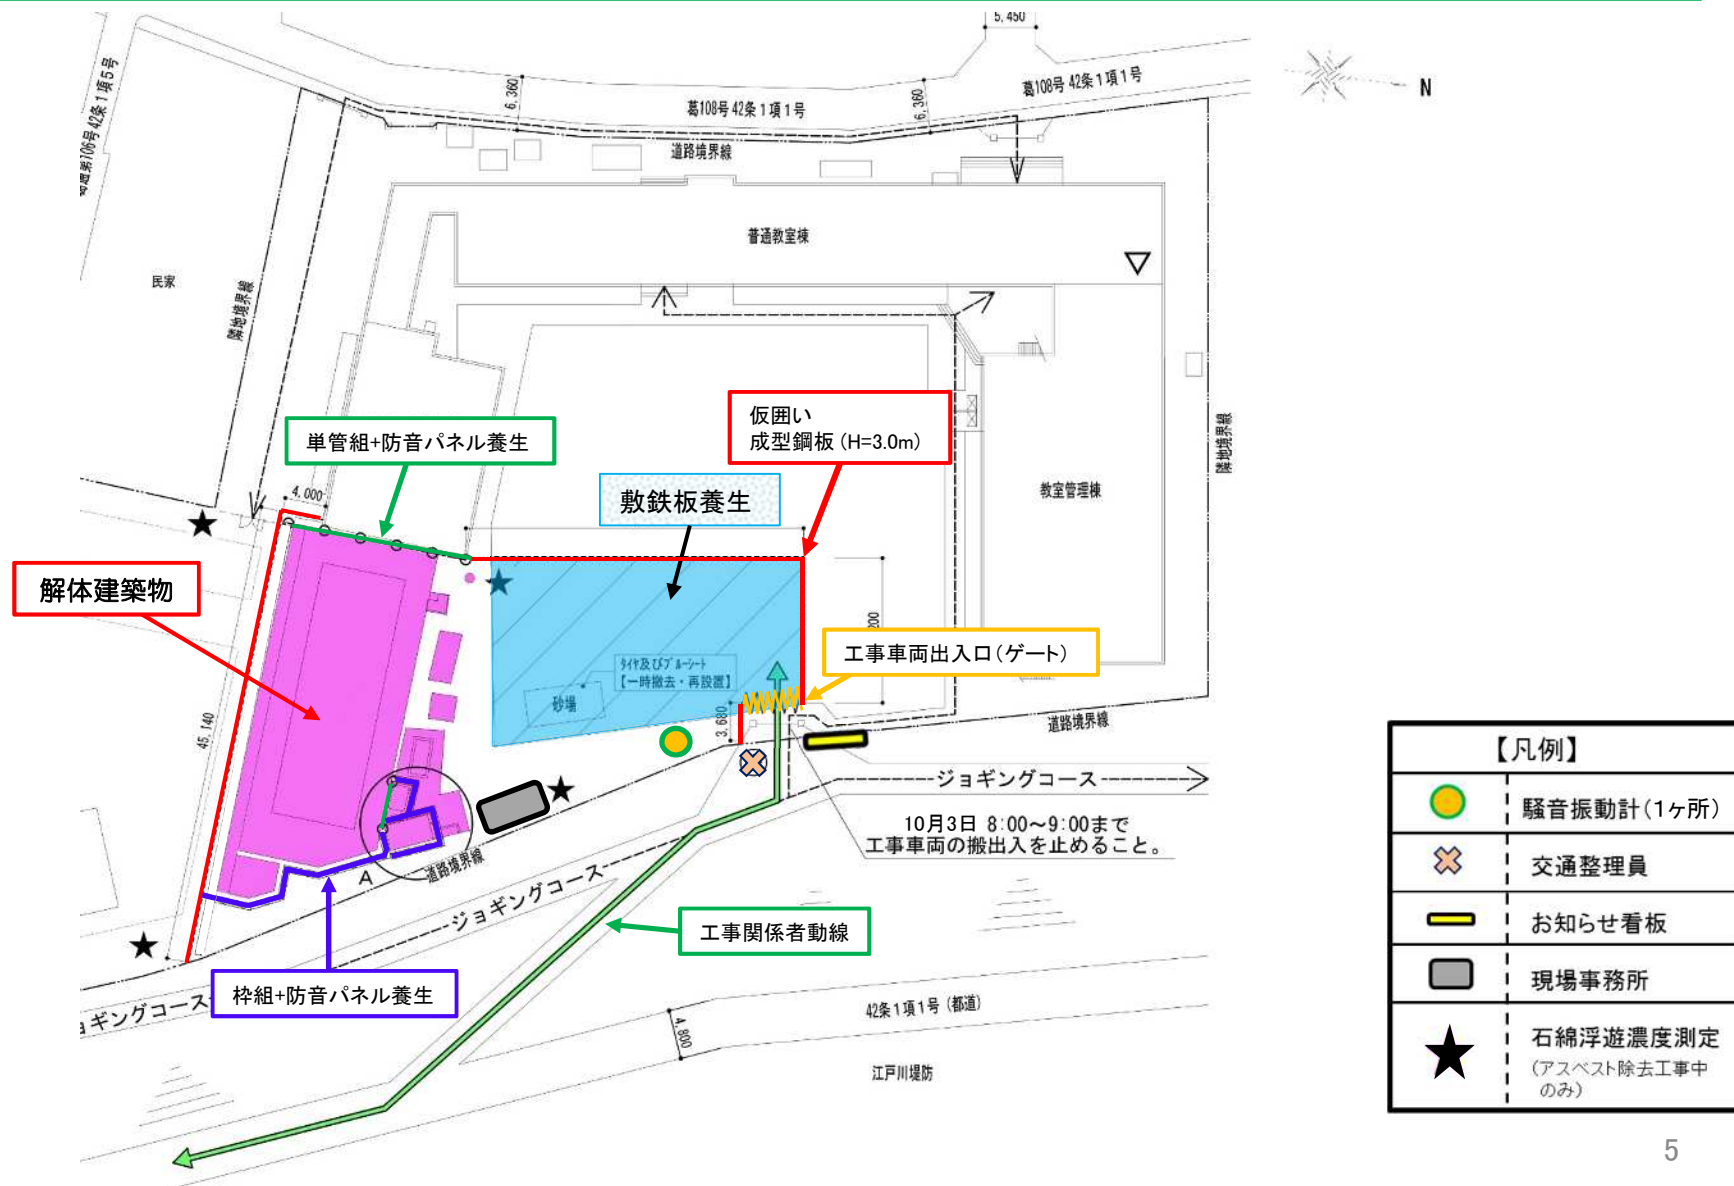 5,450
葛108号 42条1項1号
6,360
葛108号 42条1項1号
6,360
N
106号 42条1項5号
道路境界線
普通教室棟
民家
隣地境界線
隣地境界線
仮囲い
成型鋼板 (H=3.0m)
単管組+防音パネル養生
敷鉄板養生
教室管理棟
4,000
解体建築物
200
工事車両出入口(ゲート)
タイヤ及びブルーシート
【一時撤去・再設置】
砂場
3,680
45,140
道路境界線
ジョギングコース
10月3日 8:00~9:00まで
工事車両の搬出入を止めること。
A
道路境界線
ジョギングコース
工事関係者動線
枠組+防音パネル養生
ョギングコース
42条1項1号 (都道)
4,800
江戸川堤防
【凡例】
騒音振動計(1ヶ所)
交通整理員
お知らせ看板
現場事務所
石綿浮遊濃度測定
(アスベスト除去工事中
のみ)
5